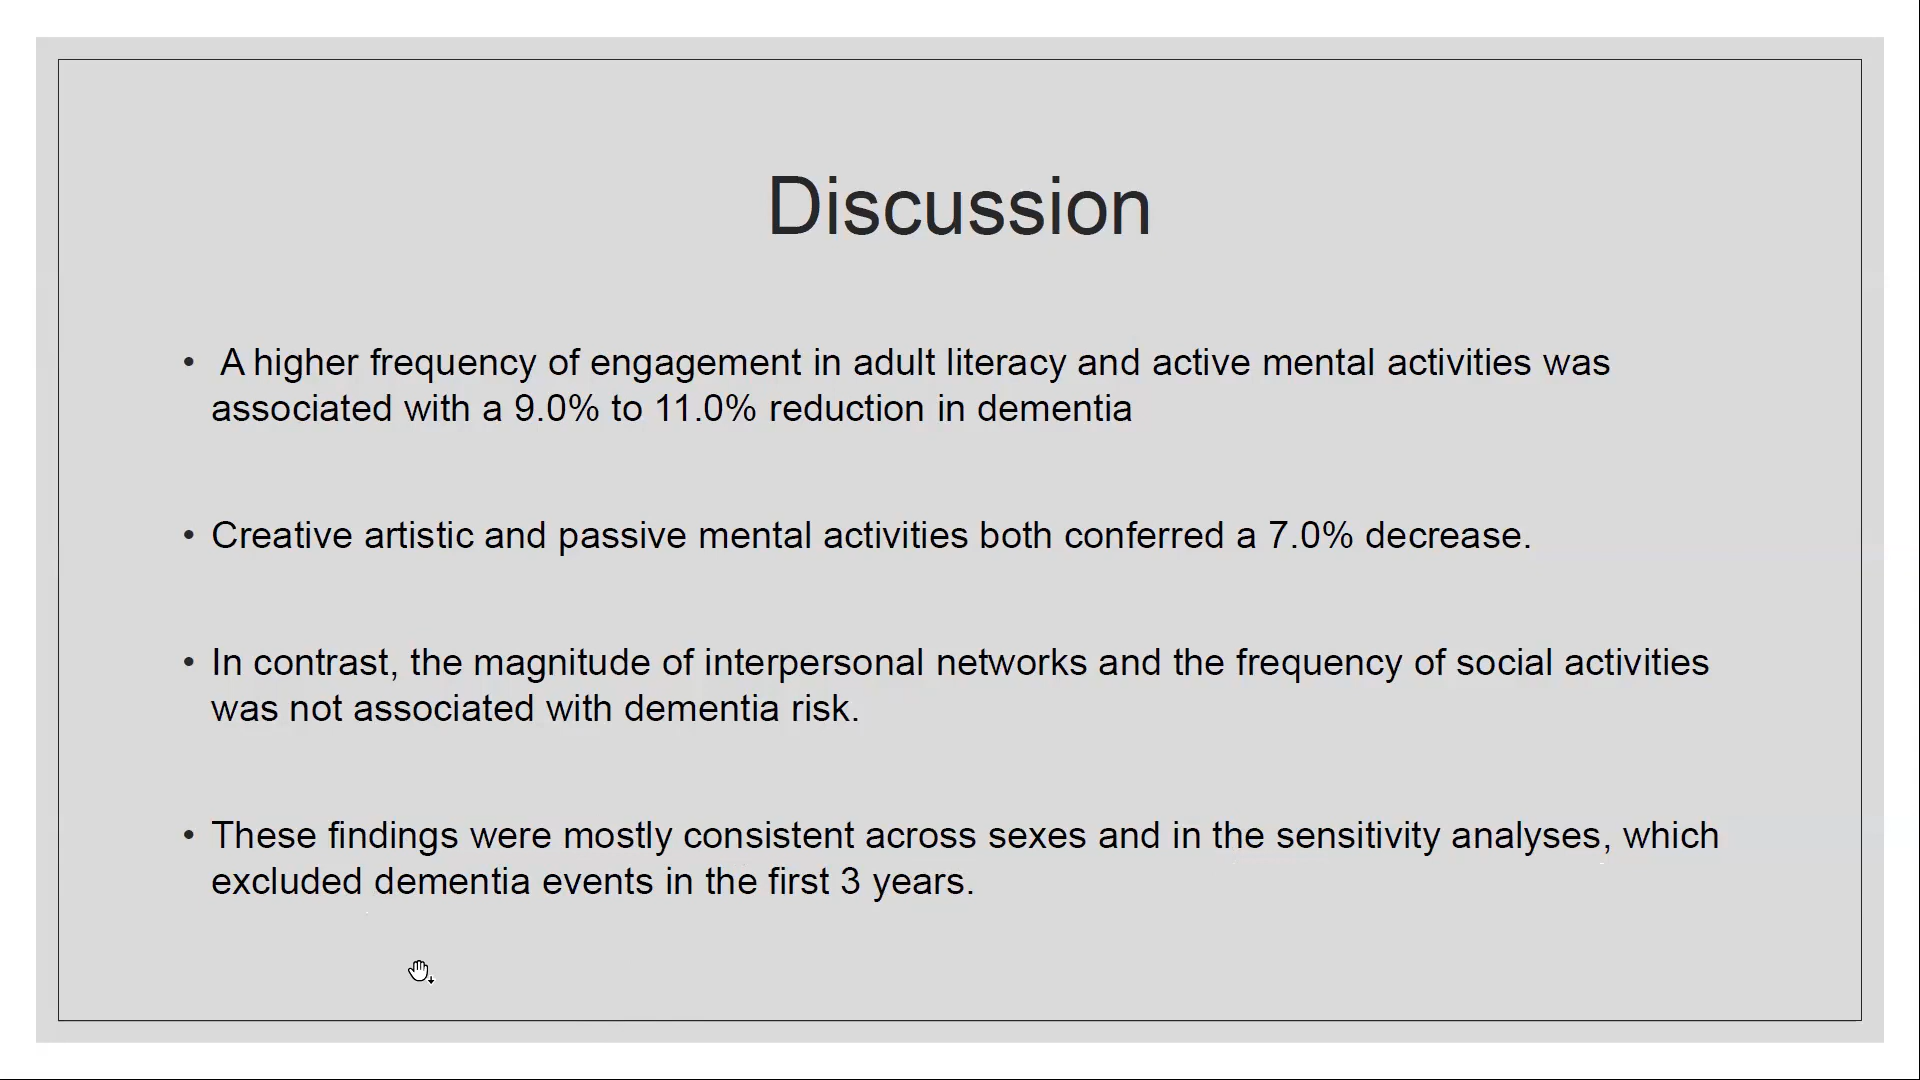 Discussion
• A higher frequency of engagement in adult literacy and active mental activities was
associated with a 9.0% to 11.0% reduction in dementia
• Creative artistic and passive mental activities both conferred a 7.0% decrease.
• In contrast, the magnitude of interpersonal networks and the frequency of social activities
was not associated with dementia risk.
• These findings were mostly consistent across sexes and in the sensitivity analyses, which
excluded dementia events in the first 3 years.